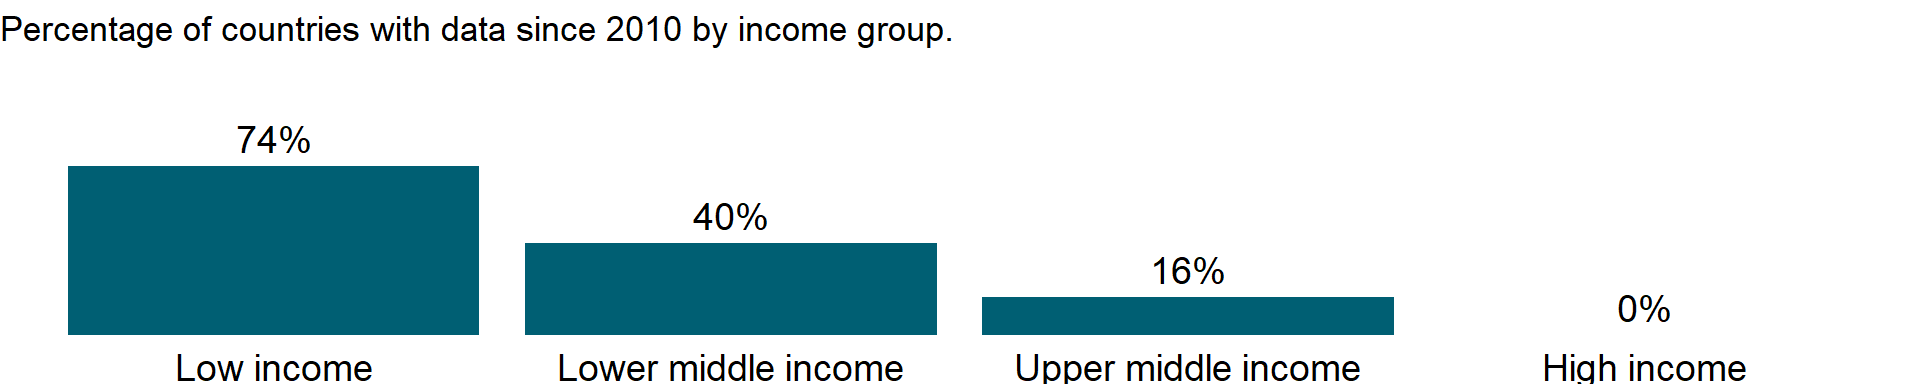 Percentage of countries with data since 2010 by income group.
74%
40%
16%
0%
Low income
Lower middle income
Upper middle income
High income